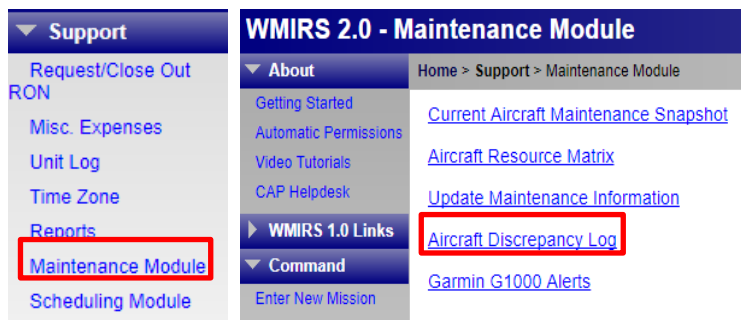 Support
Request/Close Out
RON
Misc. Expenses
Unit Log
Time Zone
Reports
Maintenance Module
Scheduling Module
WMIRS 2.0 - Maintenance Module
About
Getting Started
Automatic Permissions
Video Tutorials
CAP Helpdesk
WMIRS 1.0 Links
Command
Enter New Mission
Home > Support > Maintenance Module
Current Aircraft Maintenance Snapshot
Aircraft Resource Matrix
Update Maintenance Information
Aircraft Discrepancy Log
Garmin G1000 Alerts